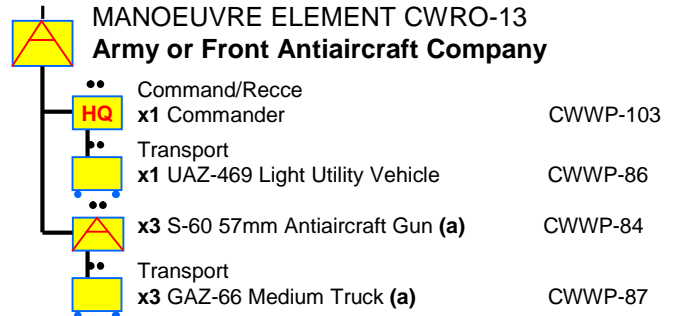 MANOEUVRE ELEMENT CWRO-13
Army or Front Antiaircraft Company
Command/Recce
HQ x1 Commander CWWP-103
Transport
x1 UAZ-469 Light Utility Vehicle CWWP-86
x3 S-60 57mm Antiaircraft Gun (a) CWWP-84
Transport
x3 GAZ-66 Medium Truck (a) CWWP-87